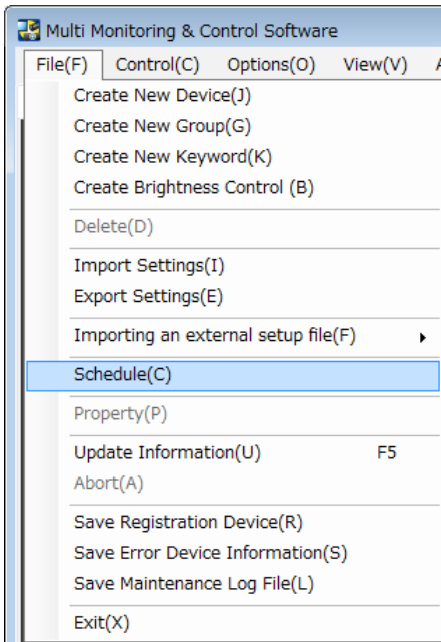 Multi Monitoring & Control Software
File(F) Control(C) Options(O) View(V)
Create New Device(J)
Create New Group(G)
Create New Keyword(K)
Create Brightness Control (B)
Delete(D)
Import Settings(I)
Export Settings(E)
Importing an external setup file(F)
Schedule(C)
Property(P)
Update Information(U) F5
Abort(A)
Save Registration Device(R)
Save Error Device Information(S)
Save Maintenance Log File(L)
Exit(X)